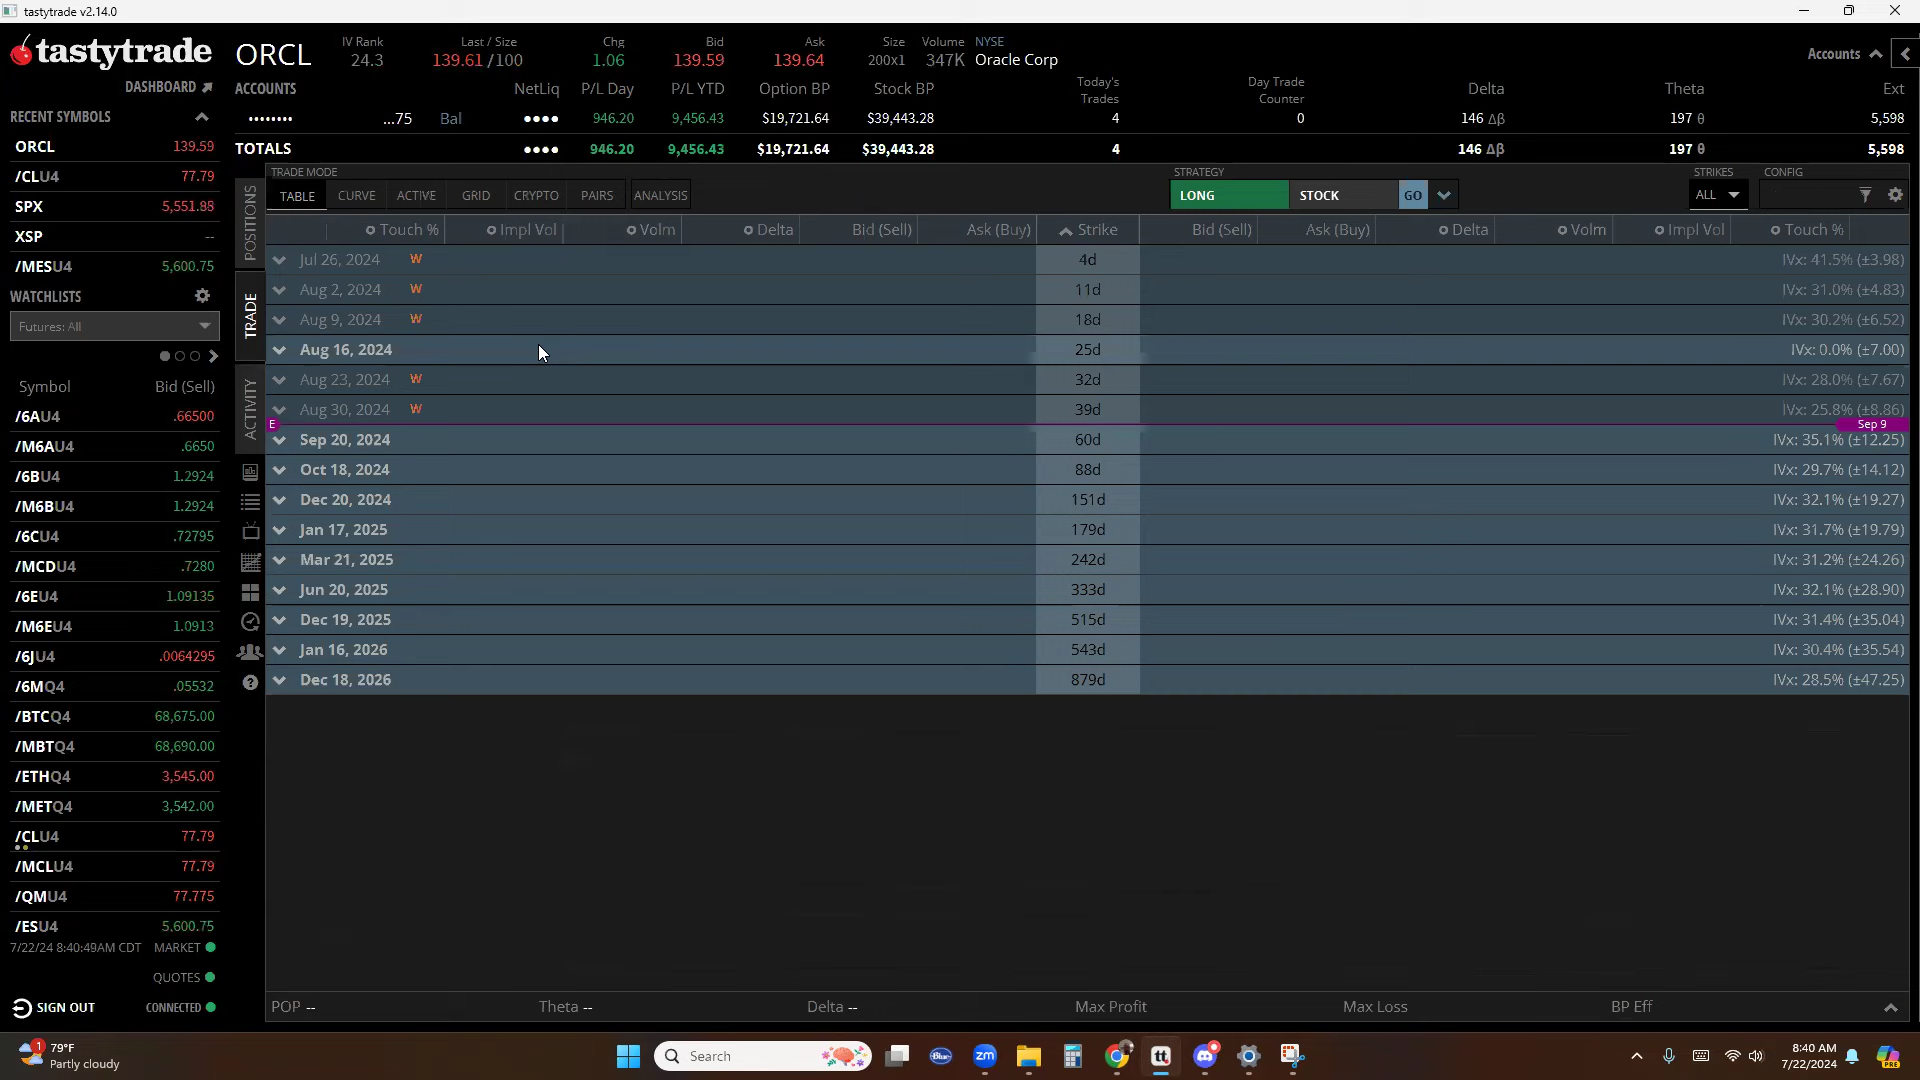 tastytrade v2.14.0
tastytrade
DASHBOARD
RECENT SYMBOLS
ORCL 139.59
/CLU4 77.79
SPX 5,551.88
XSP --
/MESU4 5,600.75
WATCHLISTS
Futures: All
Symbol Bid (Sell)
/6AU4 .66500
/M6AU4 .6650
/6BU4 1.2924
/M6BU4 1.2924
/6CU4 .72795
/MCDU4 .7280
/6EU4 1.09135
/M6EU4 1.0913
/6JU4 .0064295
/6MQ4 .05532
/BTCQ4 68,675.00
/MBTQ4 68,690.00
/ETHQ4 3,545.00
/METQ4 3,542.00
/CLU4 77.79
/MCLU4 77.79
/QMU4 77.775
/ESU4 5,600.75
7/22/24 8:40:49AM CDT MARKET
QUOTES
SIGN OUT CONNECTED
ORCL
IV Rank Last / Size Chg Bid Ask Size Volume NYSE
24.3 139.61 /100 1.06 139.59 139.64 200x1 347K Oracle Corp
Accounts
ACCOUNTS NetLiq P/L Day P/L YTD Option BP Stock BP Today's Trades Day Trade Counter Delta Theta Ext
•••••••• ...75 Bal •••• 946.20 9,456.43 $19,721.64 $39,443.28 4 0 146 Δβ 197 θ 5,598
TOTALS •••• 946.20 9,456.43 $19,721.64 $39,443.28 4 146 Δβ 197 θ 5,598
POSITIONS
TRADE
ACTIVITY
TRADE MODE STRATEGY STRIKES CONFIG
TABLE CURVE ACTIVE GRID CRYPTO PAIRS ANALYSIS LONG STOCK GO ALL
Touch % Impl Vol Volm Delta Bid (Sell) Ask (Buy) Strike Bid (Sell) Ask (Buy) Delta Volm Impl Vol Touch %
Jul 26, 2024 W 4d IVx: 41.5% (±3.98)
Aug 2, 2024 W 11d IVx: 31.0% (±4.83)
Aug 9, 2024 W 18d IVx: 30.2% (±6.52)
Aug 16, 2024 25d IVx: 0.0% (±7.00)
Aug 23, 2024 W 32d IVx: 28.0% (±7.67)
Aug 30, 2024 W 39d IVx: 25.8% (±8.86)
E Sep 9
Sep 20, 2024 60d IVx: 35.1% (±12.25)
Oct 18, 2024 88d IVx: 29.7% (±14.12)
Dec 20, 2024 151d IVx: 32.1% (±19.27)
Jan 17, 2025 179d IVx: 31.7% (±19.79)
Mar 21, 2025 242d IVx: 31.2% (±24.26)
Jun 20, 2025 333d IVx: 32.1% (±28.90)
Dec 19, 2025 515d IVx: 31.4% (±35.04)
Jan 16, 2026 543d IVx: 30.4% (±35.54)
Dec 18, 2026 879d IVx: 28.5% (±47.25)
POP -- Theta -- Delta -- Max Profit Max Loss BP Eff
1 79°F
Partly cloudy
Search
Blue
zm
tt
8:40 AM
7/22/2024
PRE